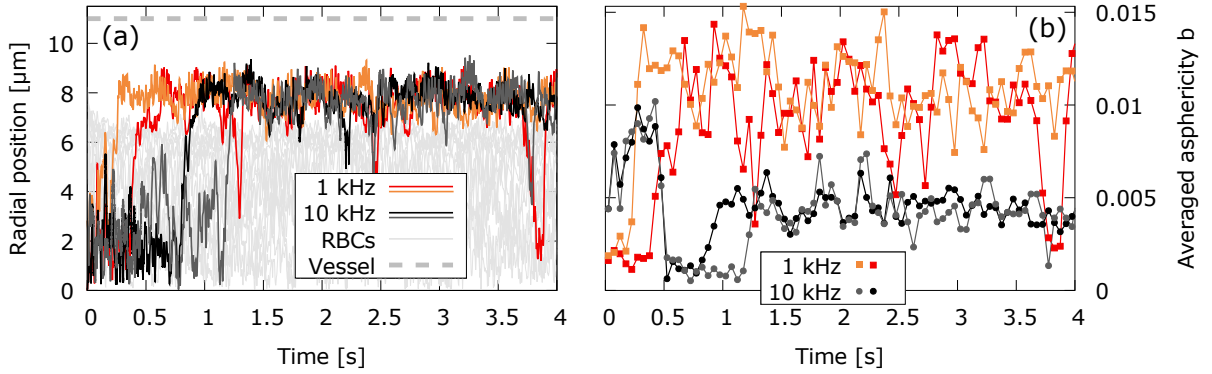 (a)
Radial position [µm]
10
8
6
4
2
0
1 kHz
10 kHz
RBCs
Vessel
0 0.5 1 1.5 2 2.5 3 3.5 4
Time [s]
(b)
0.015
0.01
0.005
0
Averaged asphericity b
1 kHz
10 kHz
0 0.5 1 1.5 2 2.5 3 3.5 4
Time [s]